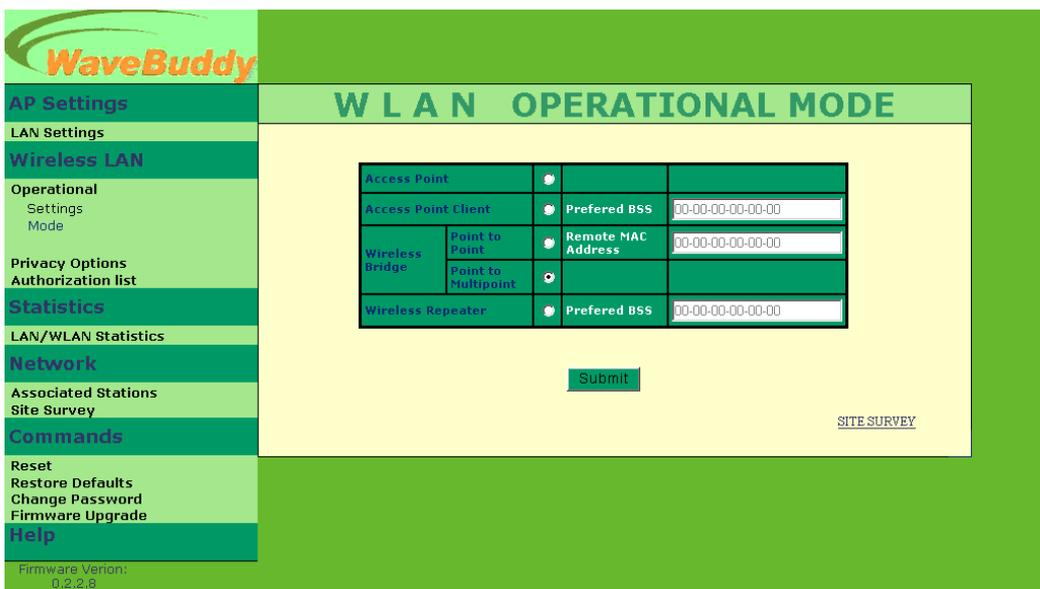 WaveBuddy
AP Settings
LAN Settings
Wireless LAN
Operational
Settings
Mode
Privacy Options
Authorization list
Statistics
LAN/WLAN Statistics
Network
Associated Stations
Site Survey
Commands
Reset
Restore Defaults
Change Password
Firmware Upgrade
Help
Firmware Verion:
0.2.2.8
WLAN OPERATIONAL MODE
Access Point
Access Point Client
Prefered BSS
00-00-00-00-00-00
Wireless
Bridge
Point to
Point
Remote MAC
Address
00-00-00-00-00-00
Point to
Multipoint
Wireless Repeater
Prefered BSS
00-00-00-00-00-00
Submit
SITE SURVEY